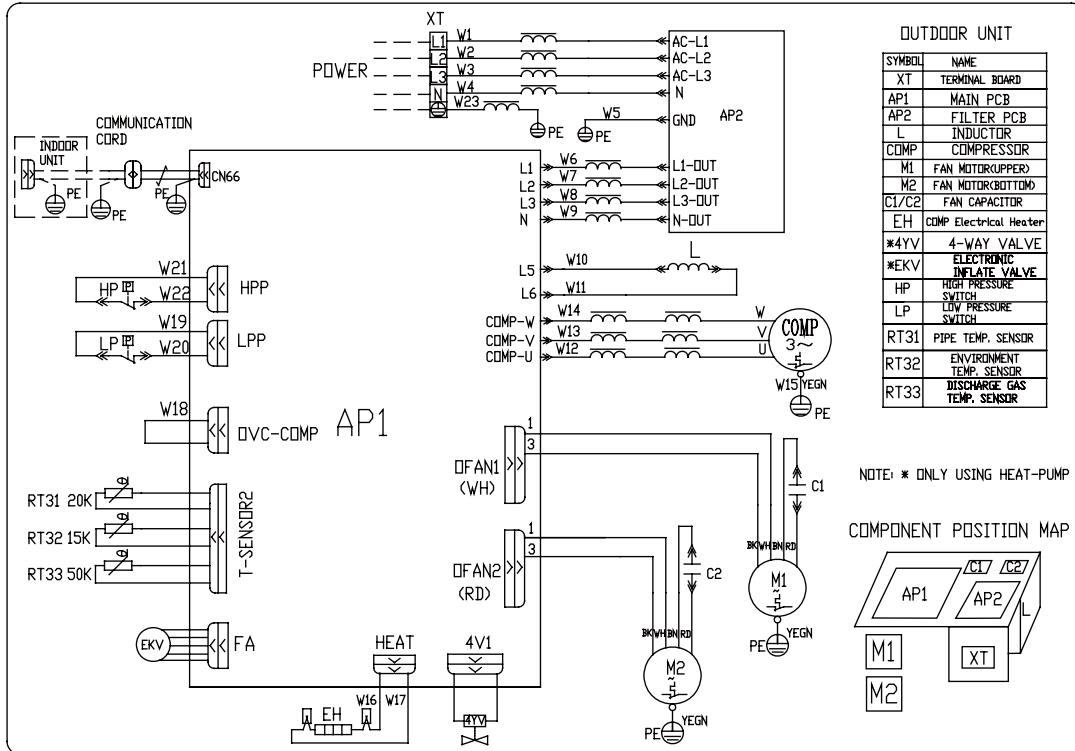 XT
POWER
L1 W1 AC-L1
L2 W2 AC-L2
L3 W3 AC-L3
N W4 N
W23
PE
PE W5 GND AP2
INDOOR UNIT
COMMUNICATION CORD
PE
PE
PE
CN66
L1 W6 L1-OUT
L2 W7 L2-OUT
L3 W8 L3-OUT
N W9 N-OUT
L5 W10 L
L6 W11
COMP-W W14 W
COMP-V W13 V
COMP-U W12 U
COMP
3~
W15 YEGN
PE
W21
HP P W22 HPP
W19
LP P W20 LPP
W18
OVC-COMP
AP1
RT31 20K θ
RT32 15K θ
RT33 50K θ
T-SENSOR2
EKV FA
OFAN1
(WH)
1
3
C1
BK WH BN RD
M1
~
PE YEGN
OFAN2
(RD)
1
3
C2
BK WH BN RD
M2
~
PE YEGN
HEAT
W16 W17
EH
4V1
4YV
OUTDOOR UNIT
SYMBOL NAME
XT TERMINAL BOARD
AP1 MAIN PCB
AP2 FILTER PCB
L INDUCTOR
COMP COMPRESSOR
M1 FAN MOTOR(UPPER)
M2 FAN MOTOR(BOTTOM)
C1/C2 FAN CAPACITOR
EH COMP Electrical Heater
*4YV 4-WAY VALVE
*EKV ELECTRONIC INFLATE VALVE
HP HIGH PRESSURE SWITCH
LP LOW PRESSURE SWITCH
RT31 PIPE TEMP. SENSOR
RT32 ENVIRONMENT TEMP. SENSOR
RT33 DISCHARGE GAS TEMP. SENSOR
NOTE: * ONLY USING HEAT-PUMP
COMPONENT POSITION MAP
C1 C2
AP1 AP2
L
XT
M1
M2